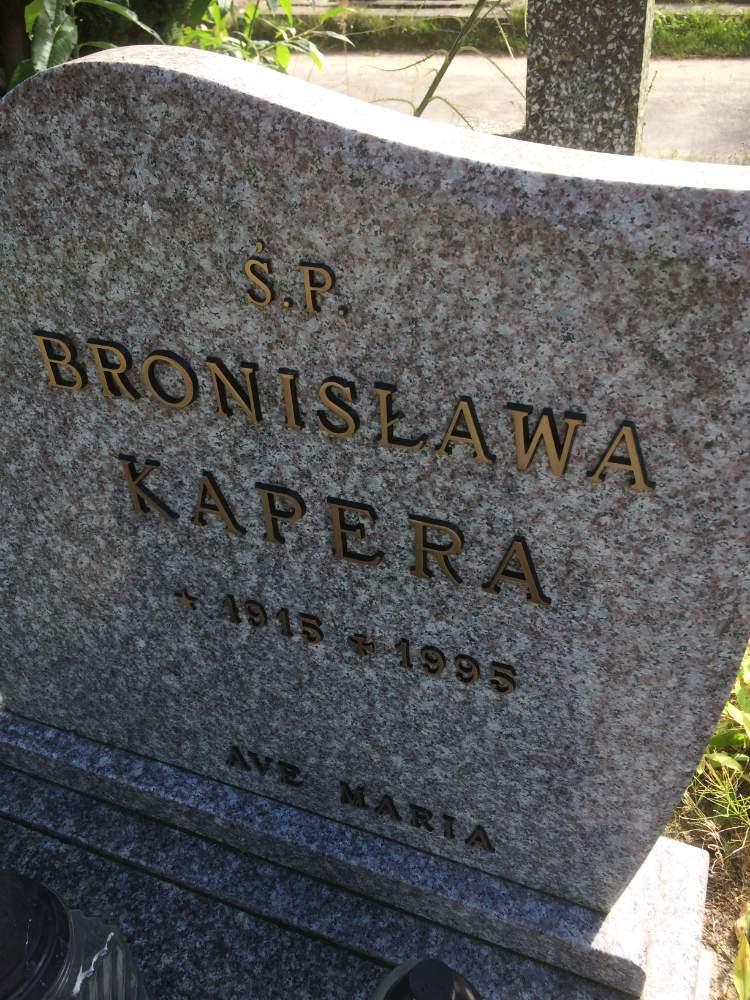 Ś.P.
BRONISŁAWA
KAPERA
* 1915 ✝ 1995
AVE MARIA